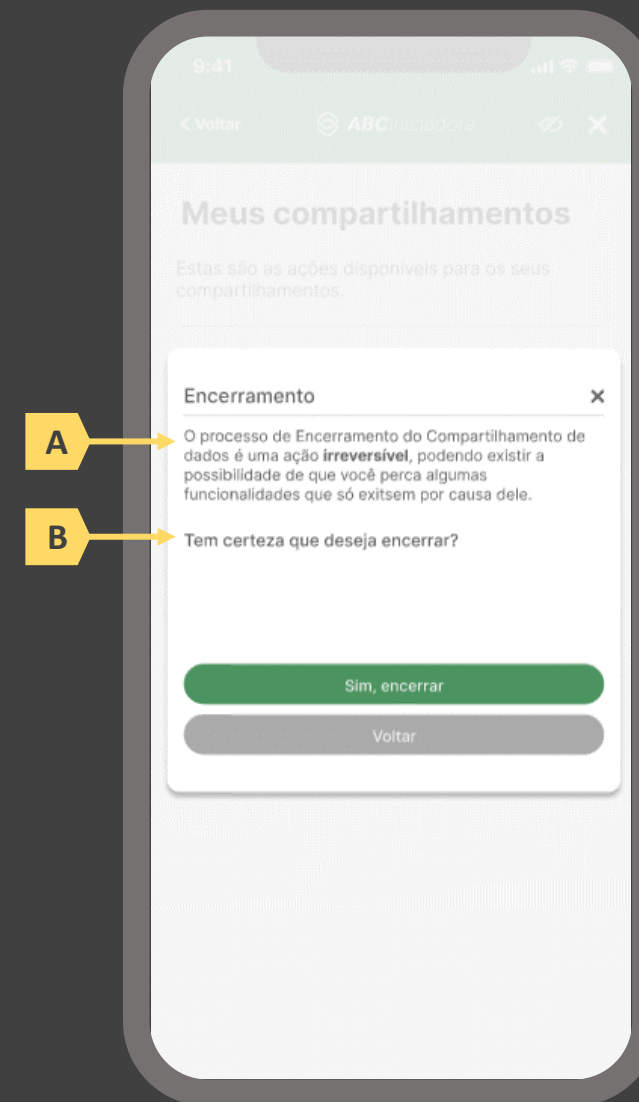 9:41
< Voltar
ABCIniciadora
Meus compartilhamentos
Estas são as ações disponíveis para os seus
compartilhamentos.
Encerramento
A
O processo de Encerramento do Compartilhamento de
dados é uma ação irreversível, podendo existir a
possibilidade de que você perca algumas
funcionalidades que só exitsem por causa dele.
B
Tem certeza que deseja encerrar?
Sim, encerrar
Voltar